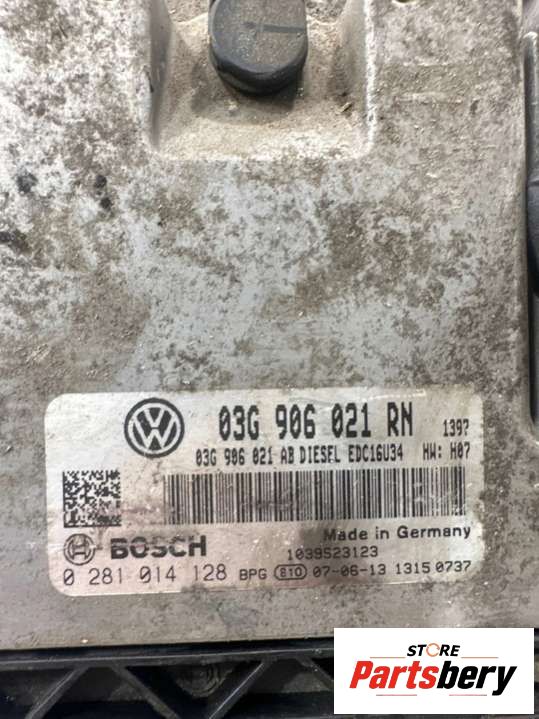 03G 906 021 RN 1397
03G 906 021 AB DIESEL EDC16U34 HW: H07
Made in Germany
BOSCH 1039523123
0 281 014 128 BPG 810 07-06-13 1315 0737
STORE
Partsbery